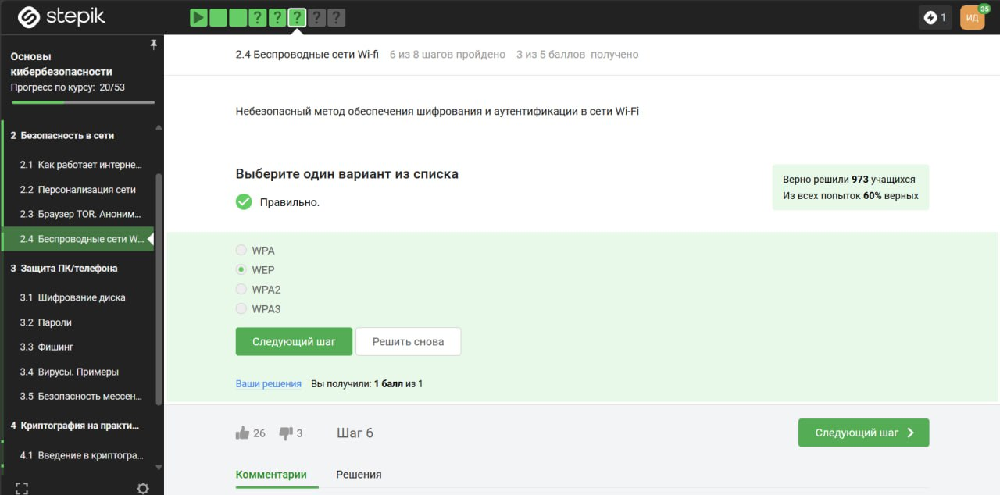 stepik
? ? ? ? ?
1
ИД
35
Основы
кибербезопасности
Прогресс по курсу: 20/53
2 Безопасность в сети
2.1 Как работает интерне...
2.2 Персонализация сети
2.3 Браузер TOR. Аноним...
2.4 Беспроводные сети W...
3 Защита ПК/телефона
3.1 Шифрование диска
3.2 Пароли
3.3 Фишинг
3.4 Вирусы. Примеры
3.5 Безопасность мессен...
4 Криптография на практи...
4.1 Введение в криптогра...
2.4 Беспроводные сети Wi-fi 6 из 8 шагов пройдено 3 из 5 баллов получено
Небезопасный метод обеспечения шифрования и аутентификации в сети Wi-Fi
Выберите один вариант из списка
Правильно.
Верно решили 973 учащихся
Из всех попыток 60% верных
WPA
WEP
WPA2
WPA3
Следующий шаг Решить снова
Ваши решения Вы получили: 1 балл из 1
26 3 Шаг 6 Следующий шаг
Комментарии Решения